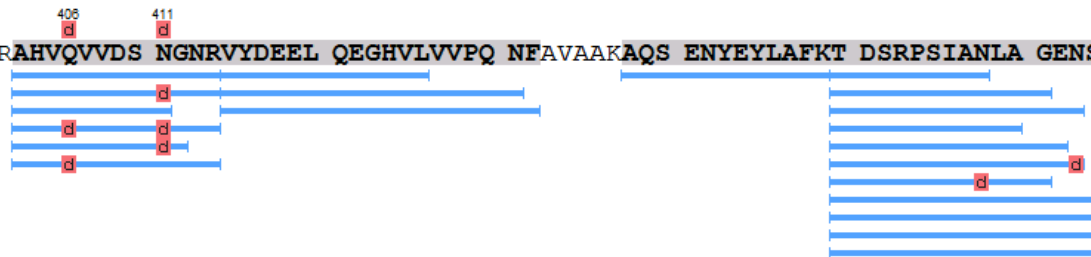 406 411
d d
RAHVQVVDS NGNRVYDEEL QEGHVLVVPQ NFAVAAKAQS ENYEYLAFKT DSRPSIANLA GENS
d
d d
d
d d
d